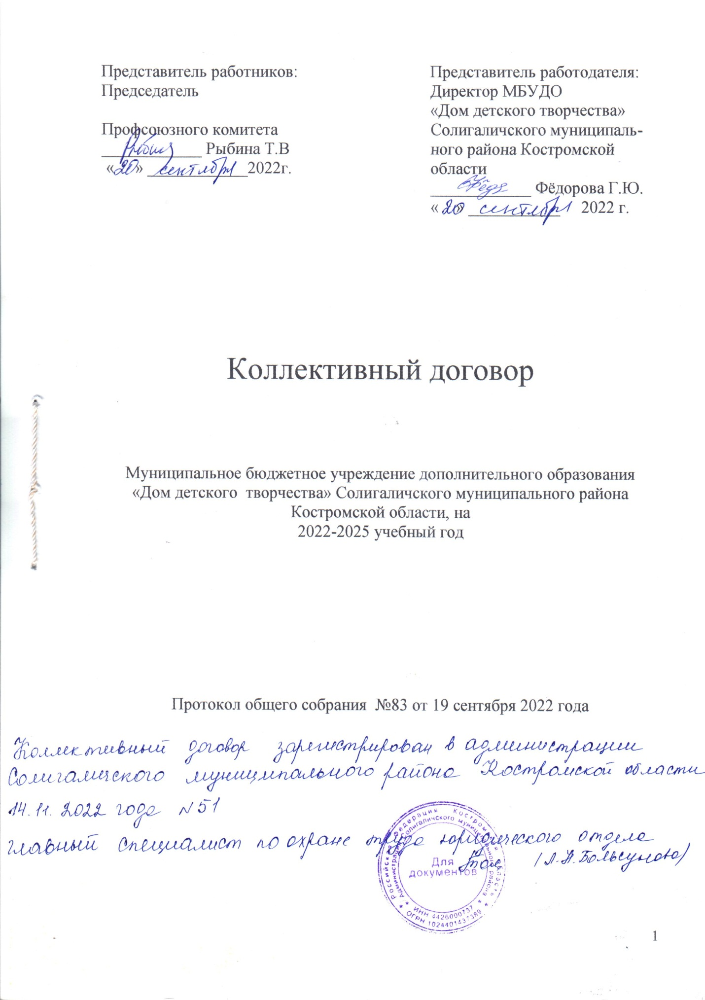 Представитель работников:
Председатель
Профсоюзного комитета
____________ Рыбина Т.В
«20» сентября 2022г.
Представитель работодателя:
Директор МБУДО
«Дом детского творчества»
Солигаличского муниципаль-
ного района Костромской
области
____________ Фёдорова Г.Ю.
«20» сентября 2022 г.
Коллективный договор
Муниципальное бюджетное учреждение дополнительного образования
«Дом детского творчества» Солигаличского муниципального района
Костромской области, на
2022-2025 учебный год
Протокол общего собрания №83 от 19 сентября 2022 года
Коллективный договор зарегистрирован в администрации
Солигаличского муниципального района Костромской области
14.11.2022 года N 51
главный специалист по охране труда юридического отдела
(Л.Н.Больсунова)
Российская Федерация Костромская область
Администрация Солигаличского муниципального района
Для
документов
ИНН 4426000737
ОГРН 1024401437389
1